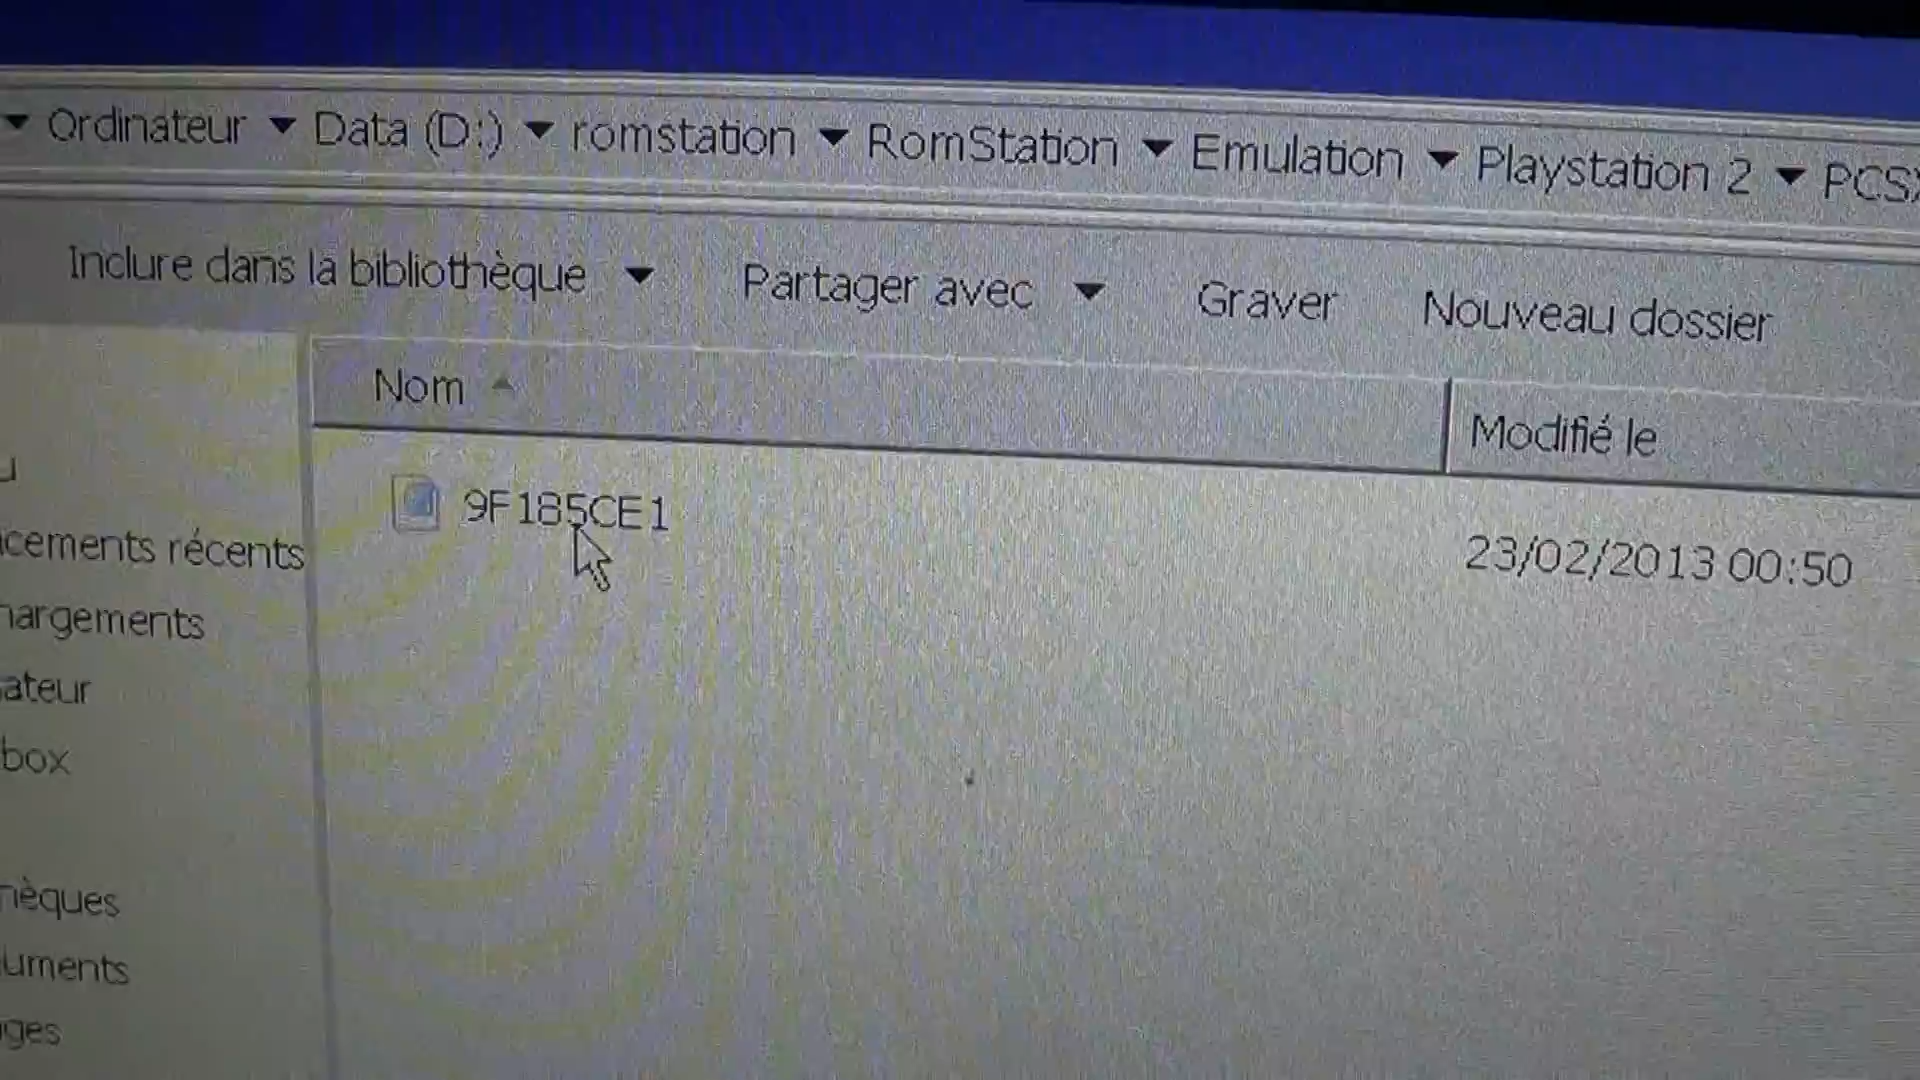 Ordinateur Data (D:) romstation RomStation Emulation Playstation 2 PCS
Inclure dans la bibliothèque Partager avec Graver Nouveau dossier
Nom Modifié le
9F185CE1 23/02/2013 00:50
cements récents
hargements
ateur
box
hèques
uments
ges